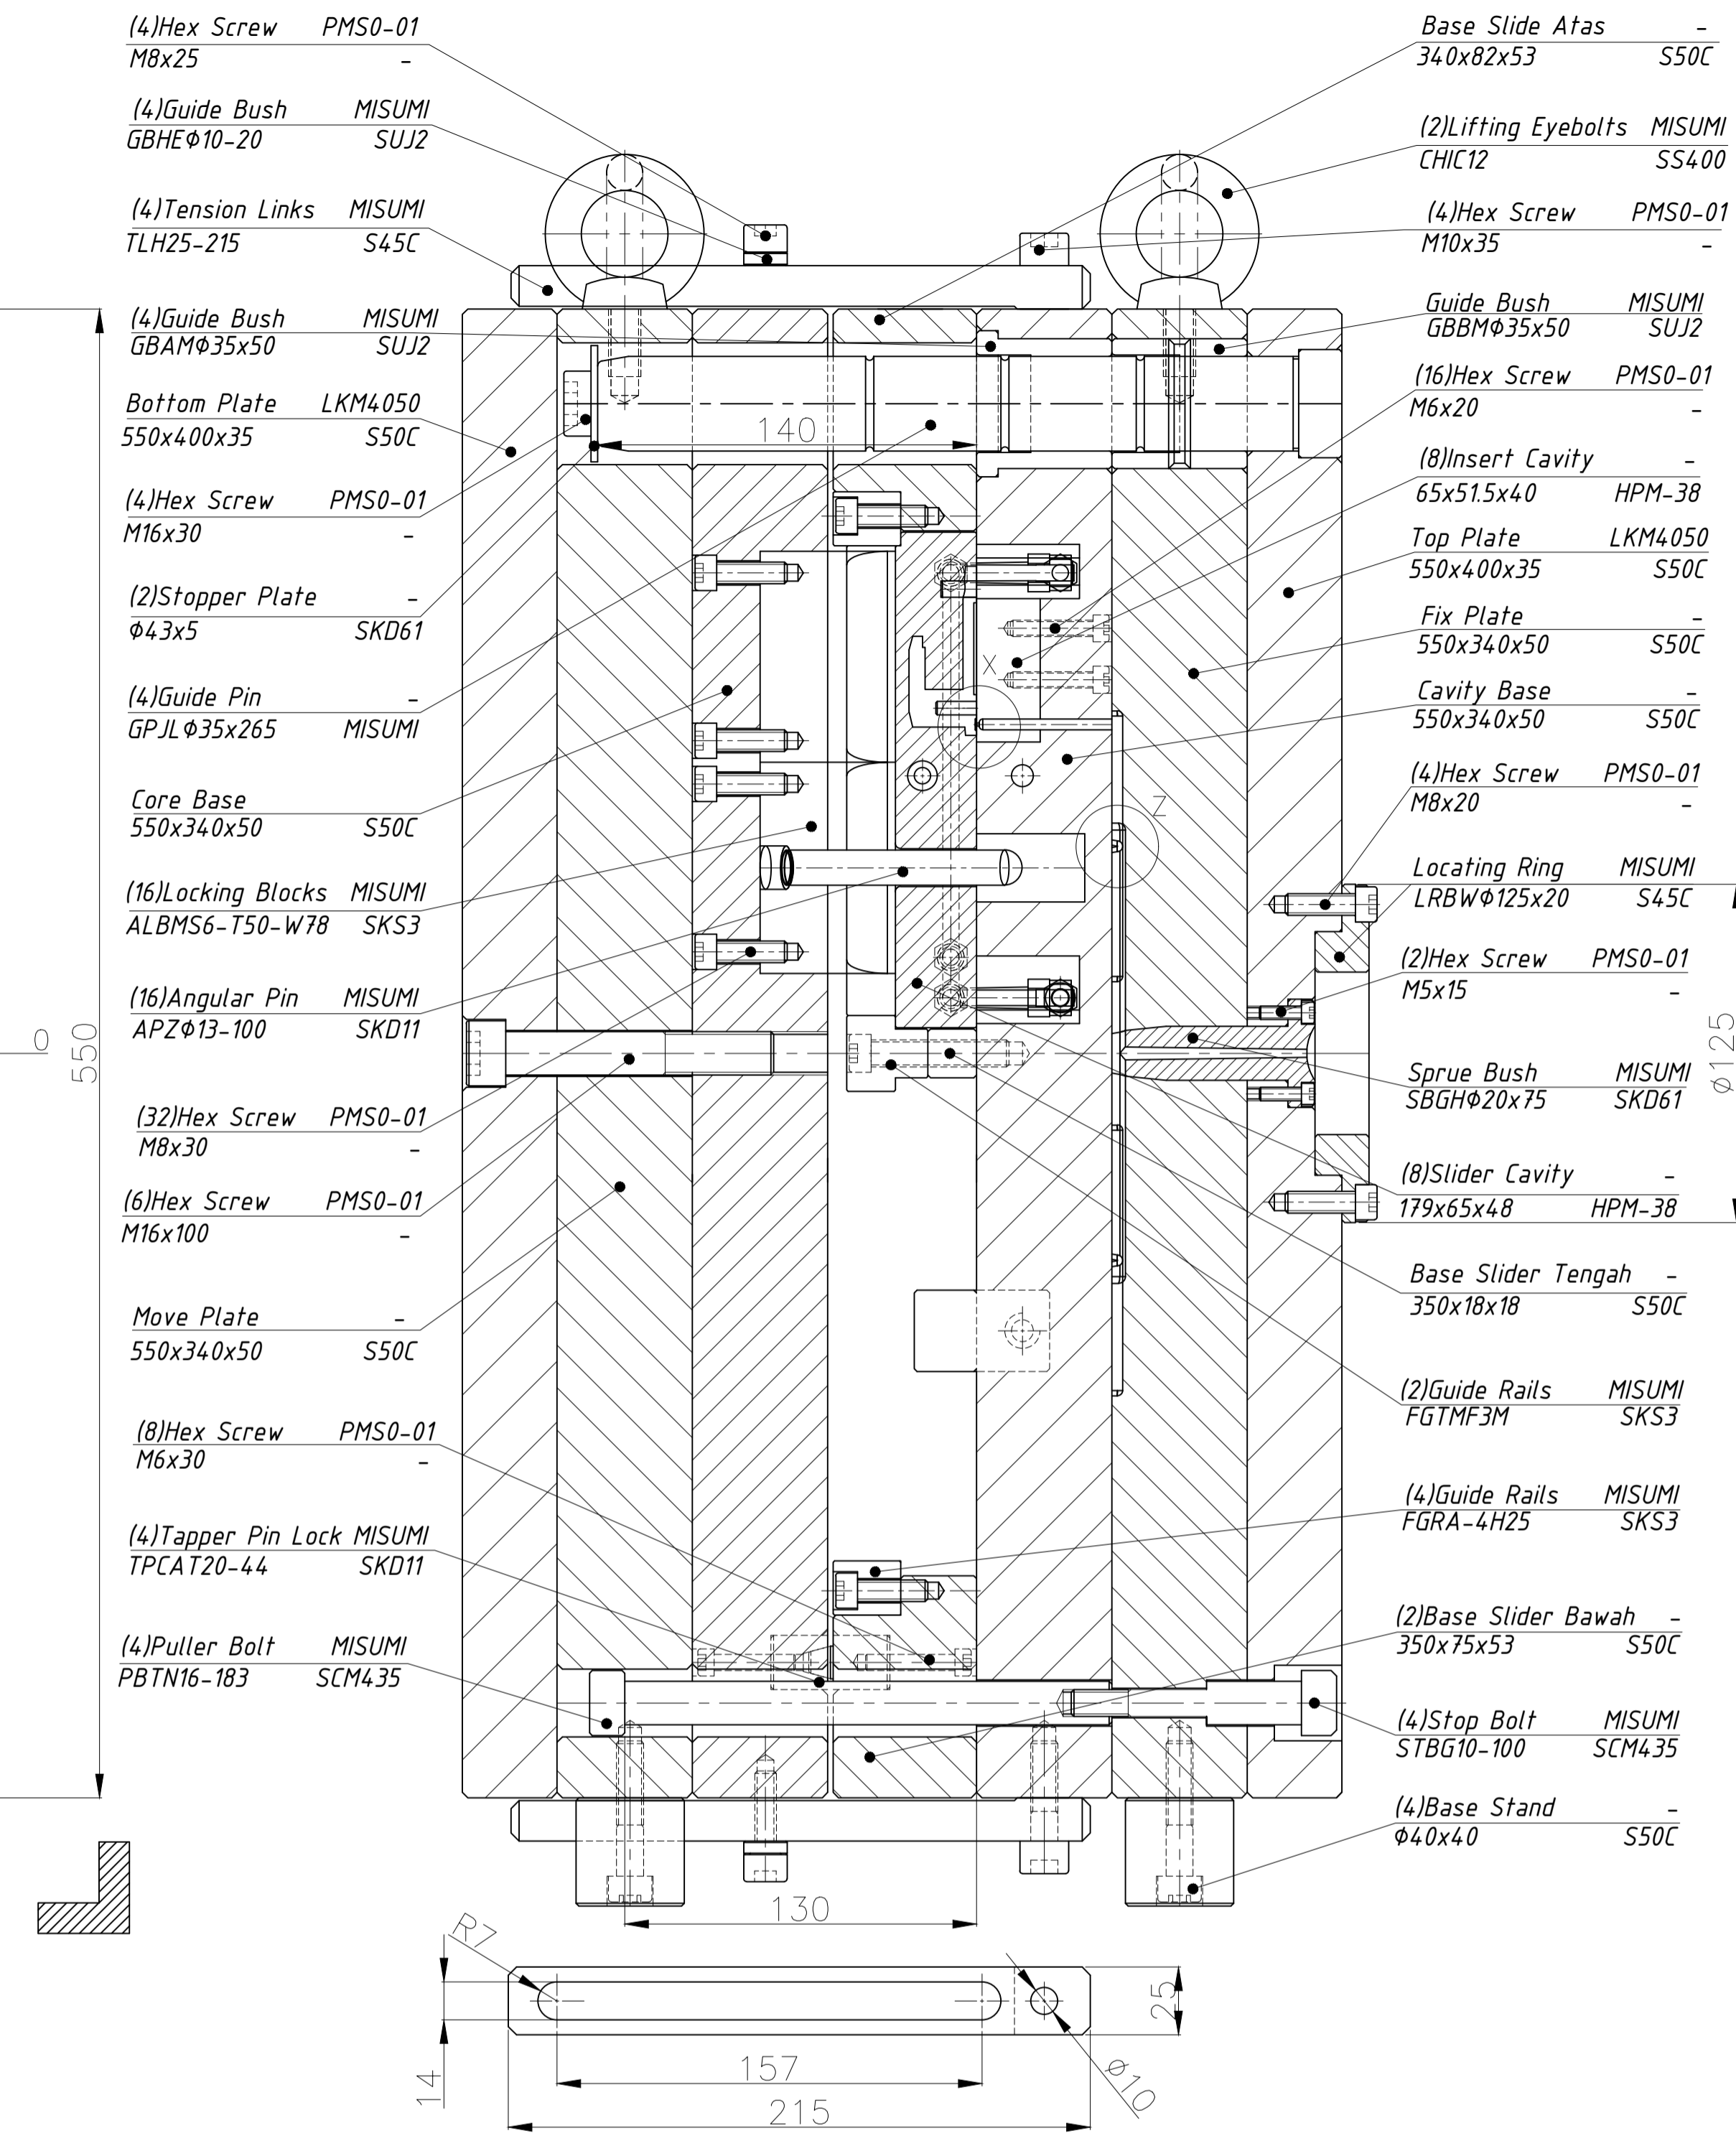 (4)Hex Screw PMS0-01
M8x25 -
(4)Guide Bush MISUMI
GBHEΦ10-20 SUJ2
(4)Tension Links MISUMI
TLH25-215 S45C
(4)Guide Bush MISUMI
GBAMΦ35x50 SUJ2
Bottom Plate LKM4050
550x400x35 S50C
(4)Hex Screw PMS0-01
M16x30 -
(2)Stopper Plate -
Φ43x5 SKD61
(4)Guide Pin -
GPJLΦ35x265 MISUMI
Core Base
550x340x50 S50C
(16)Locking Blocks MISUMI
ALBMS6-T50-W78 SKS3
(16)Angular Pin MISUMI
APZΦ13-100 SKD11
(32)Hex Screw PMS0-01
M8x30 -
(6)Hex Screw PMS0-01
M16x100 -
Move Plate -
550x340x50 S50C
(8)Hex Screw PMS0-01
M6x30 -
(4)Tapper Pin Lock MISUMI
TPCAT20-44 SKD11
(4)Puller Bolt MISUMI
PBTN16-183 SCM435
0
550
140
X
Z
130
Base Slide Atas -
340x82x53 S50C
(2)Lifting Eyebolts MISUMI
CHIC12 SS400
(4)Hex Screw PMS0-01
M10x35 -
Guide Bush MISUMI
GBBMΦ35x50 SUJ2
(16)Hex Screw PMS0-01
M6x20 -
(8)Insert Cavity -
65x51.5x40 HPM-38
Top Plate LKM4050
550x400x35 S50C
Fix Plate -
550x340x50 S50C
Cavity Base -
550x340x50 S50C
(4)Hex Screw PMS0-01
M8x20 -
Locating Ring MISUMI
LRBWΦ125x20 S45C
(2)Hex Screw PMS0-01
M5x15 -
Sprue Bush MISUMI
SBGHΦ20x75 SKD61
(8)Slider Cavity -
179x65x48 HPM-38
Base Slider Tengah -
350x18x18 S50C
(2)Guide Rails MISUMI
FGTMF3M SKS3
(4)Guide Rails MISUMI
FGRA-4H25 SKS3
(2)Base Slider Bawah -
350x75x53 S50C
(4)Stop Bolt MISUMI
STBG10-100 SCM435
(4)Base Stand -
Φ40x40 S50C
φ125
R7
14
157
215
25
φ10